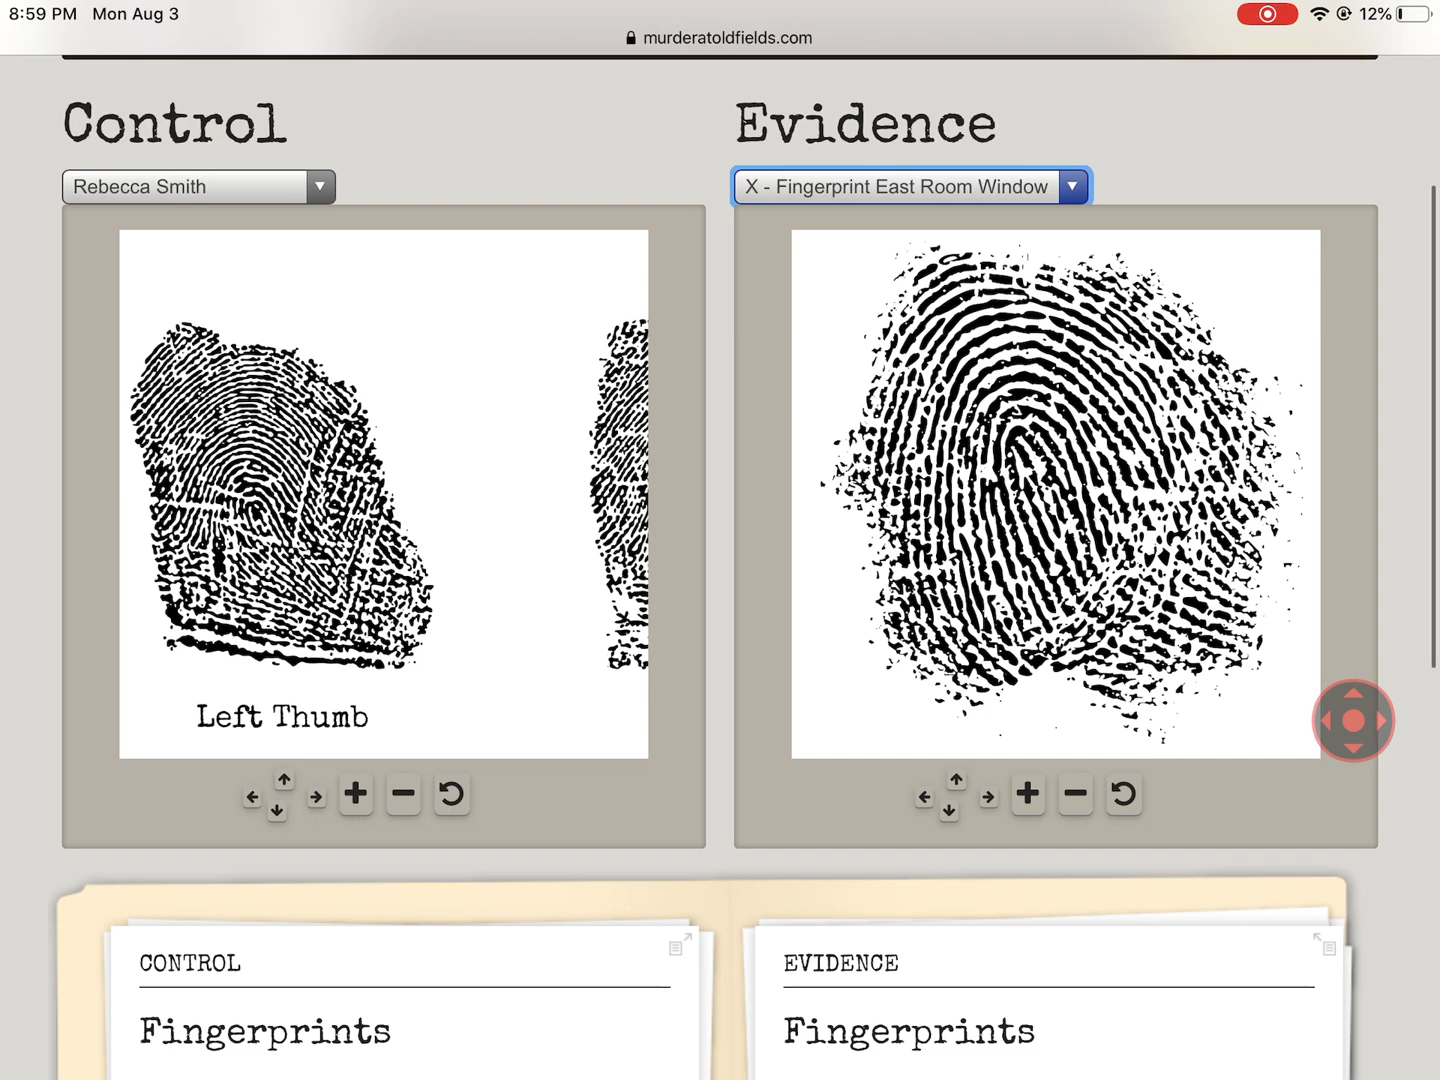 8:59 PM Mon Aug 3
12%
murderatoldfields.com
Control
Evidence
Rebecca Smith
X - Fingerprint East Room Window
Left Thumb
CONTROL
EVIDENCE
Fingerprints
Fingerprints